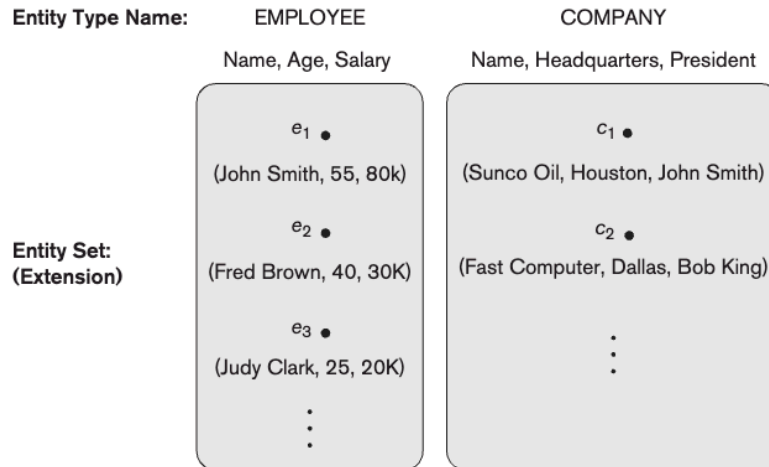 Entity Type Name: EMPLOYEE COMPANY
Name, Age, Salary Name, Headquarters, President
e1 • c1 •
(John Smith, 55, 80k) (Sunco Oil, Houston, John Smith)
e2 • c2 •
(Fred Brown, 40, 30K) (Fast Computer, Dallas, Bob King)
Entity Set:
(Extension)
e3 •
(Judy Clark, 25, 20K)